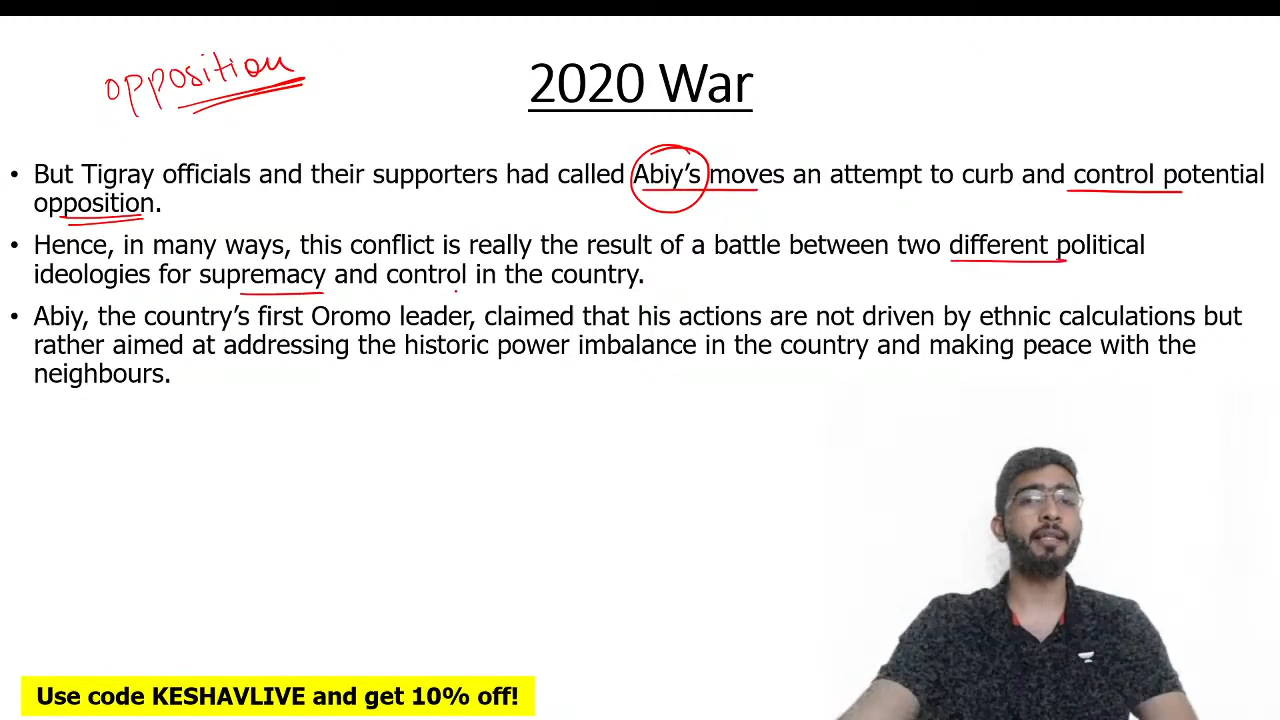 opposition
2020 War
• But Tigray officials and their supporters had called Abiy's moves an attempt to curb and control potential
opposition.
• Hence, in many ways, this conflict is really the result of a battle between two different political
ideologies for supremacy and control in the country.
• Abiy, the country's first Oromo leader, claimed that his actions are not driven by ethnic calculations but
rather aimed at addressing the historic power imbalance in the country and making peace with the
neighbours.
Use code KESHAVLIVE and get 10% off!